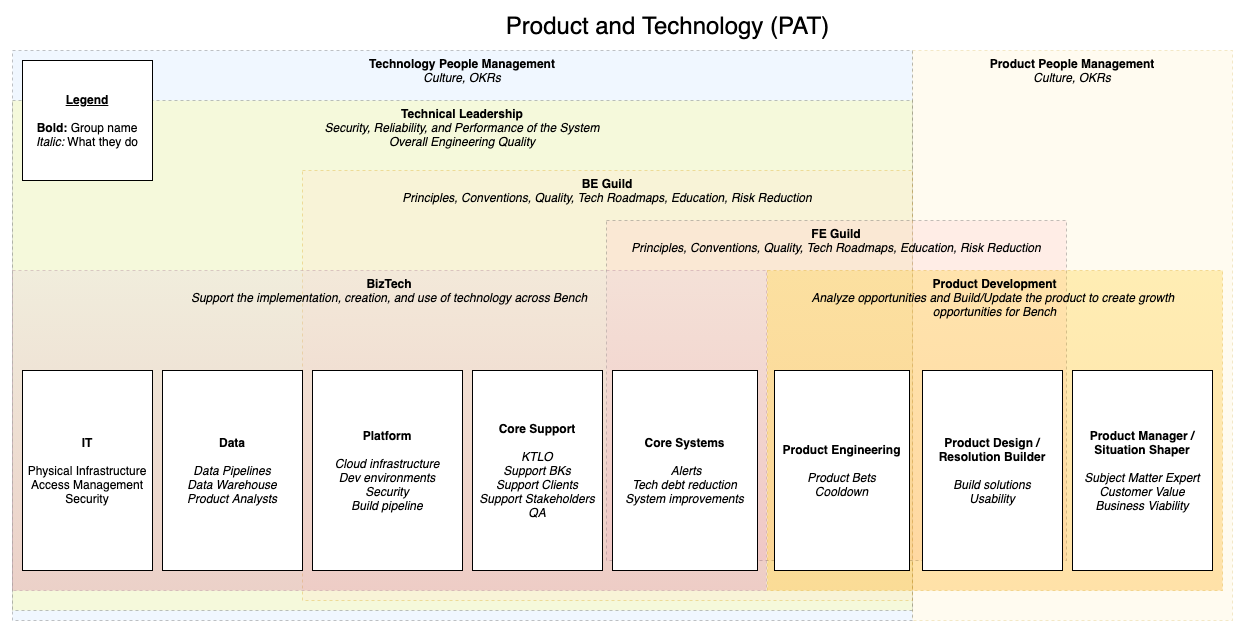 Product and Technology (PAT)
Technology People Management
Culture, OKRs
Product People Management
Culture, OKRs
Legend
Bold: Group name
Italic: What they do
Technical Leadership
Security, Reliability, and Performance of the System
Overall Engineering Quality
BE Guild
Principles, Conventions, Quality, Tech Roadmaps, Education, Risk Reduction
FE Guild
Principles, Conventions, Quality, Tech Roadmaps, Education, Risk Reduction
BizTech
Support the implementation, creation, and use of technology across Bench
Product Development
Analyze opportunities and Build/Update the product to create growth
opportunities for Bench
IT
Physical Infrastructure
Access Management
Security
Data
Data Pipelines
Data Warehouse
Product Analysts
Platform
Cloud infrastructure
Dev environments
Security
Build pipeline
Core Support
KTLO
Support BKs
Support Clients
Support Stakeholders
QA
Core Systems
Alerts
Tech debt reduction
System improvements
Product Engineering
Product Bets
Cooldown
Product Design /
Resolution Builder
Build solutions
Usability
Product Manager /
Situation Shaper
Subject Matter Expert
Customer Value
Business Viability